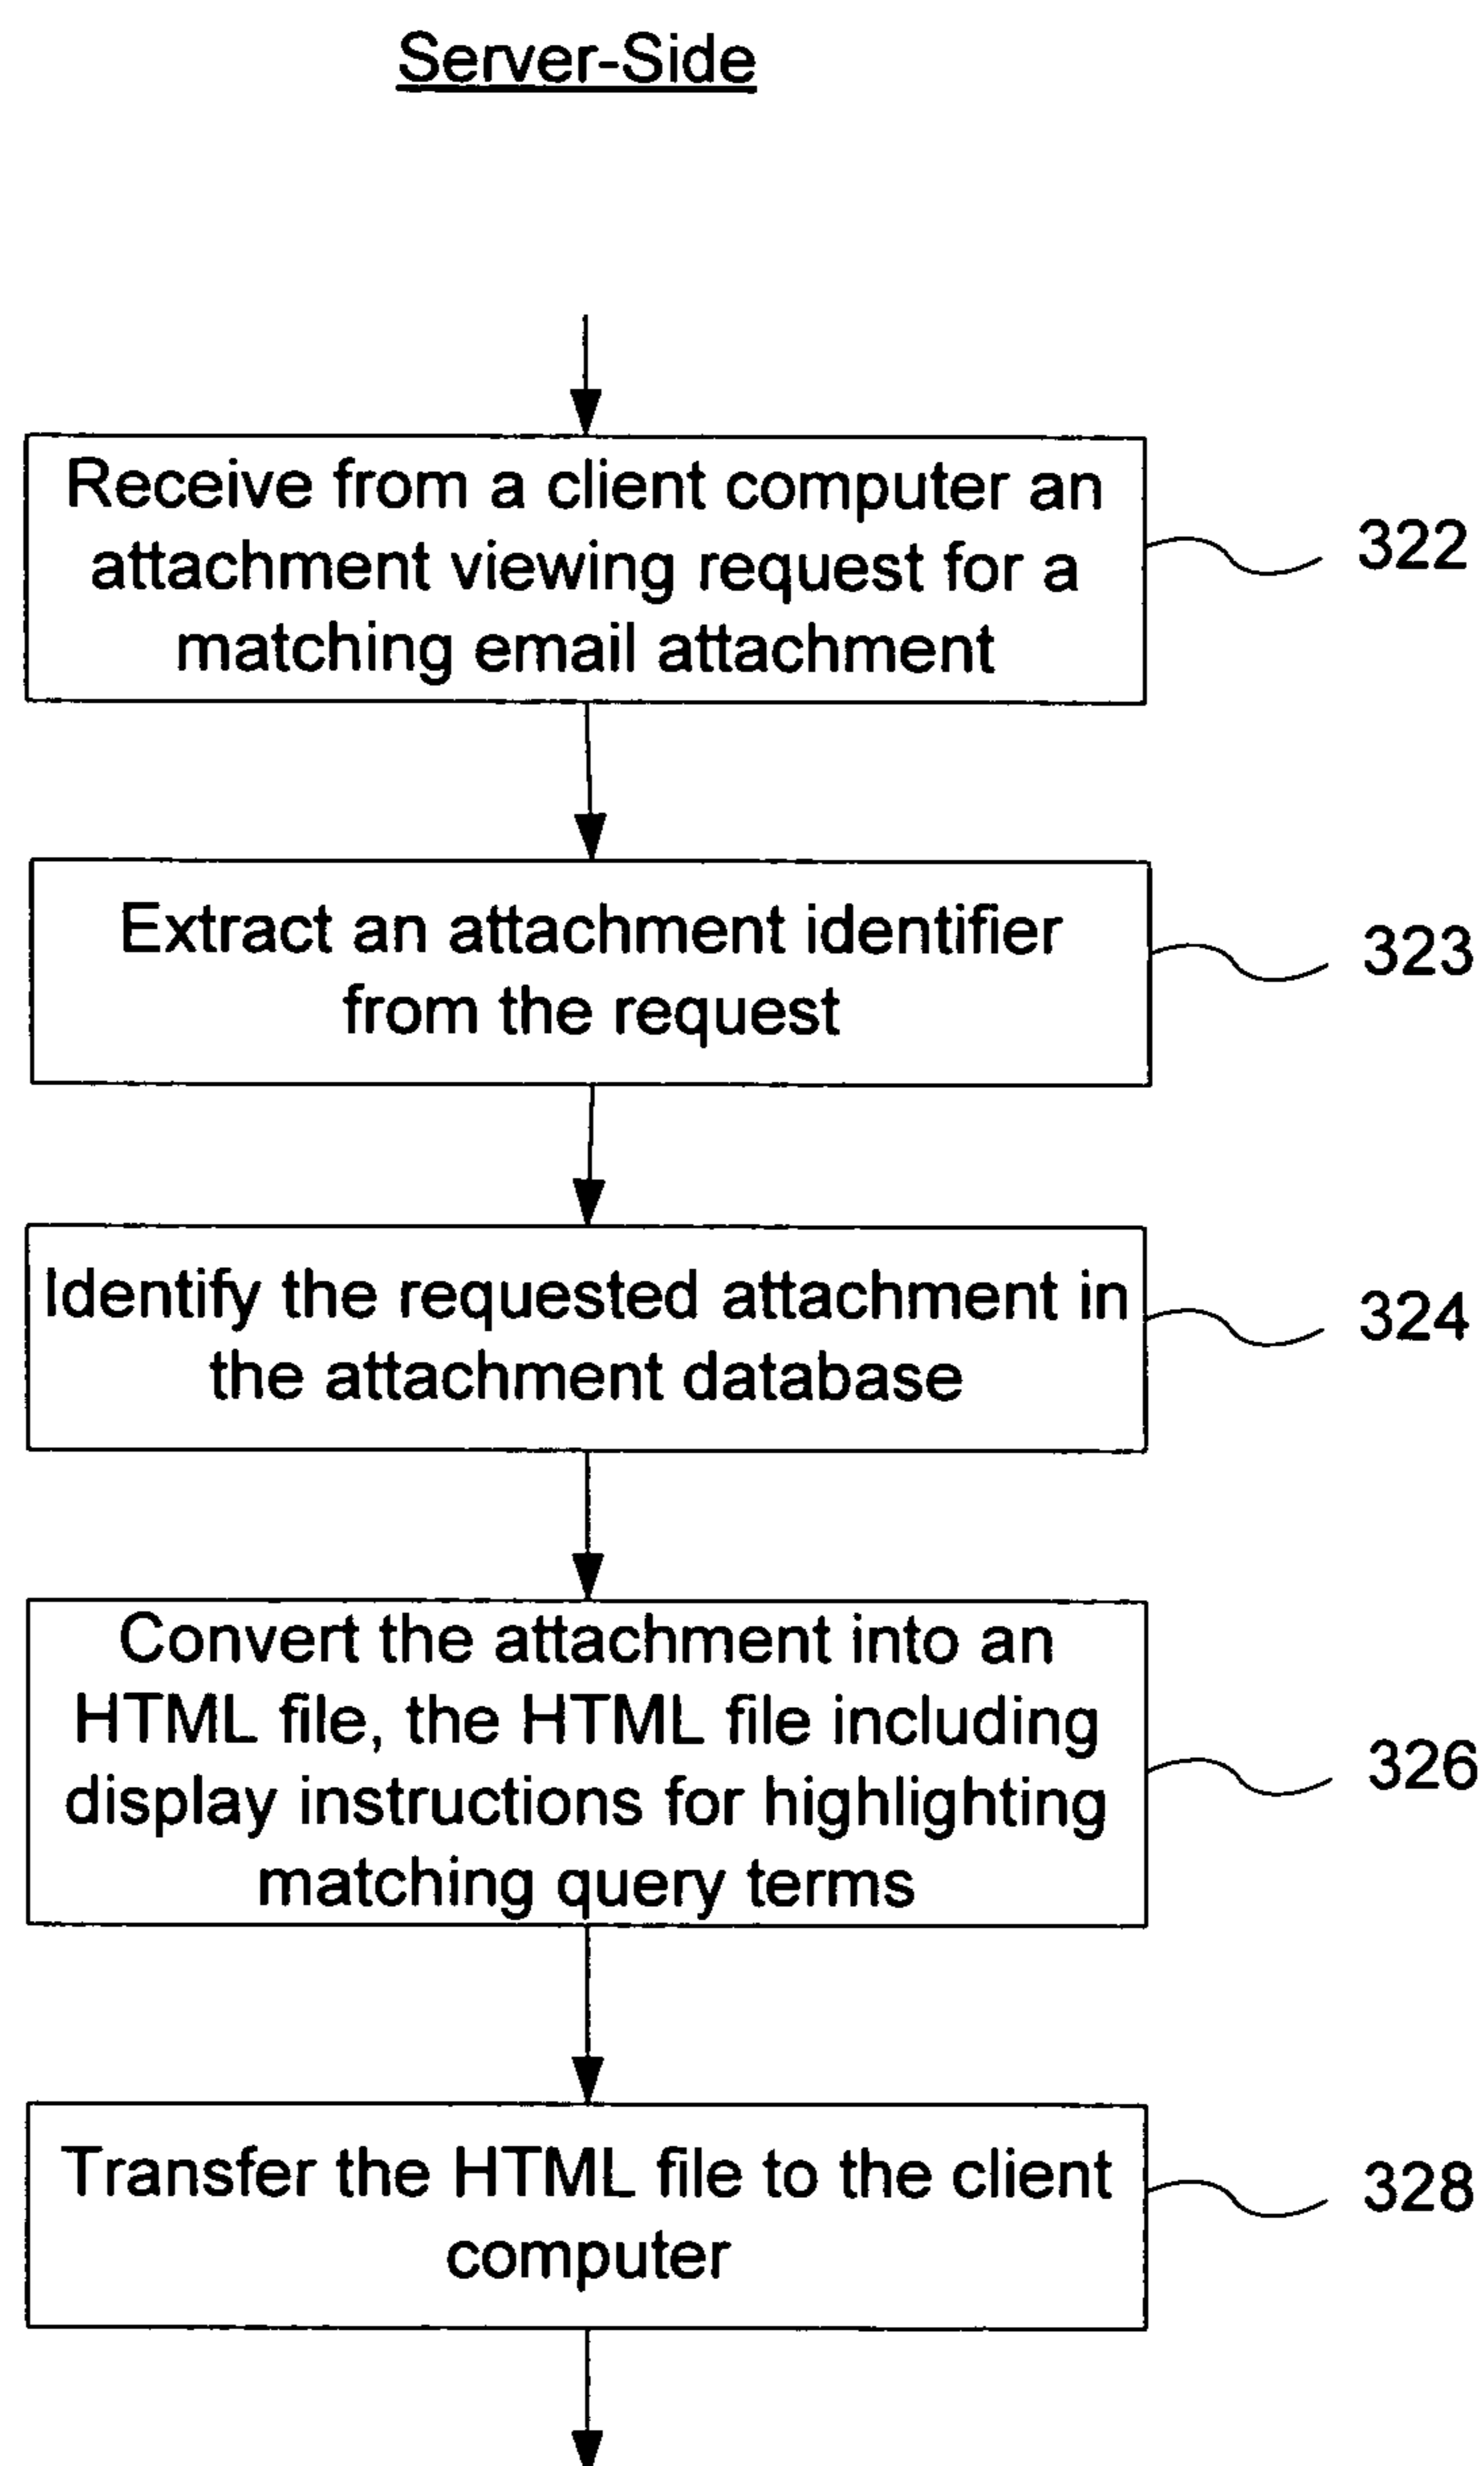 Server-Side
Receive from a client computer an
attachment viewing request for a
matching email attachment
322
Extract an attachment identifier
from the request
323
Identify the requested attachment in
the attachment database
324
Convert the attachment into an
HTML file, the HTML file including
display instructions for highlighting
matching query terms
326
Transfer the HTML file to the client
computer
328